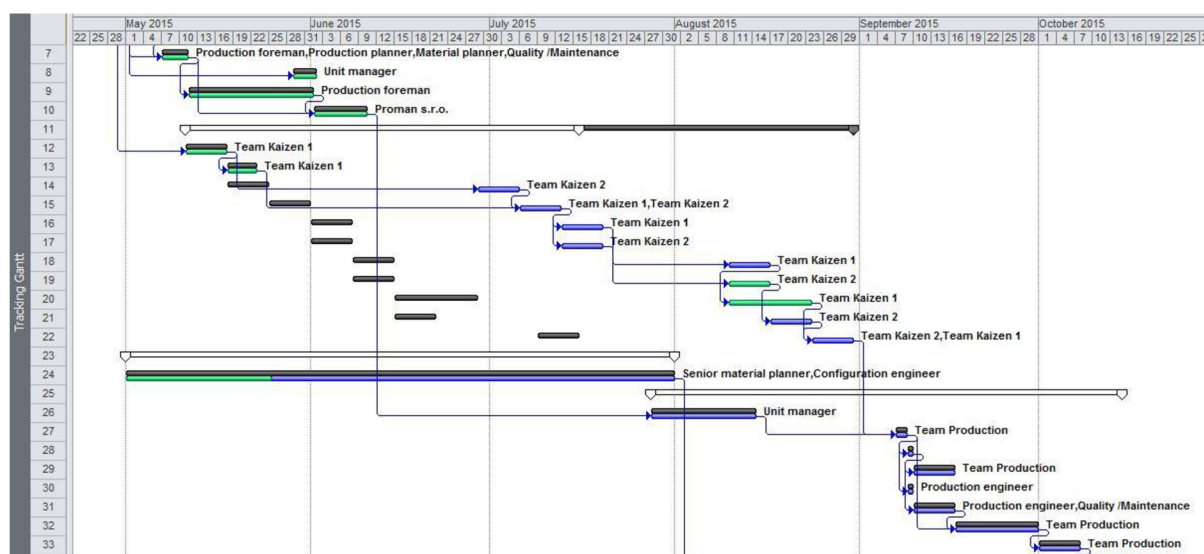 May 2015 June 2015 July 2015 August 2015 September 2015 October 2015
22 25 28 1 4 7 10 13 16 19 22 25 28 31 3 6 9 12 15 18 21 24 27 30 3 6 9 12 15 18 21 24 27 30 2 5 8 11 14 17 20 23 26 29 1 4 7 10 13 16 19 22 25 28 1 4 7 10 13 16 19 22 25 28
7 Production foreman,Production planner,Material planner,Quality /Maintenance
8 Unit manager
9 Production foreman
10 Proman s.r.o.
11
12 Team Kaizen 1
13 Team Kaizen 1
14 Team Kaizen 2
15 Team Kaizen 1,Team Kaizen 2
16 Team Kaizen 1
17 Team Kaizen 2
18 Team Kaizen 1
19 Team Kaizen 2
20 Team Kaizen 1
21 Team Kaizen 2
22 Team Kaizen 2,Team Kaizen 1
23
24 Senior material planner,Configuration engineer
25
26 Unit manager
27 Team Production
28
29 Team Production
30 Production engineer
31 Production engineer,Quality /Maintenance
32 Team Production
33 Team Production
Tracking Gantt